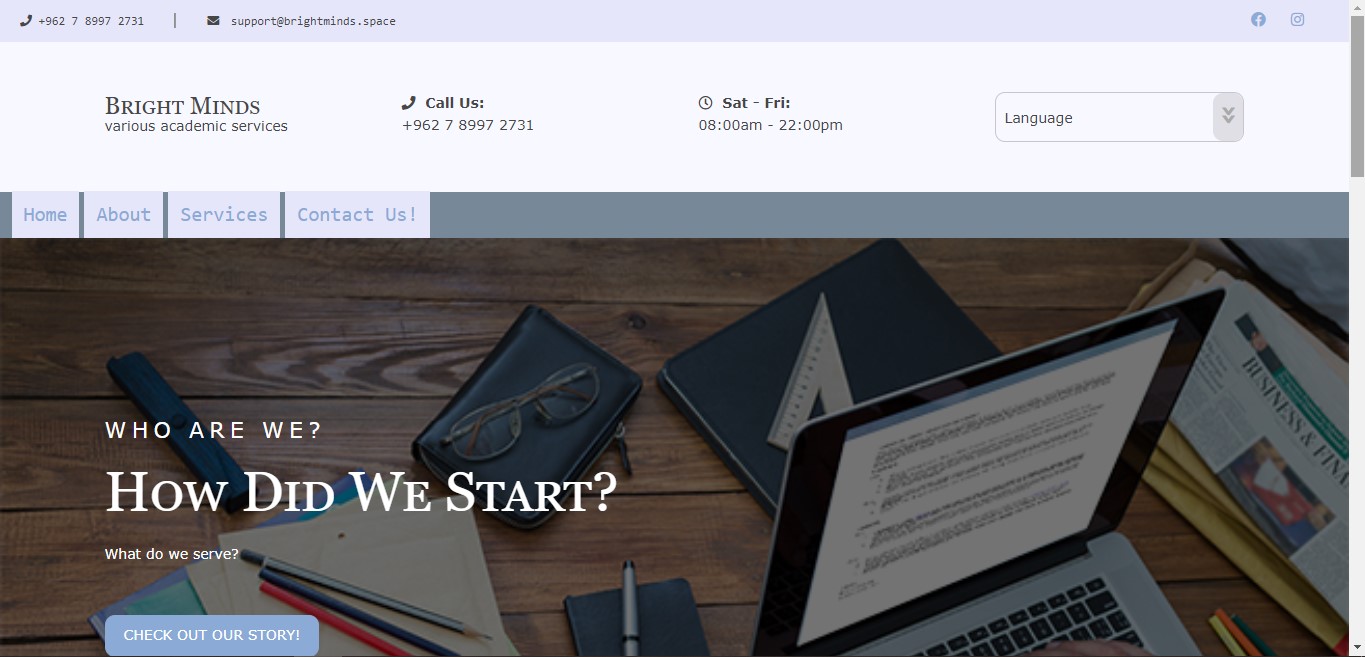 +962 7 8997 2731 | support@brightminds.space
Bright Minds
various academic services
Call Us:
+962 7 8997 2731
Sat - Fri:
08:00am - 22:00pm
Language
Home About Services Contact Us!
WHO ARE WE?
How Did We Start?
What do we serve?
CHECK OUT OUR STORY!
BUSINESS &